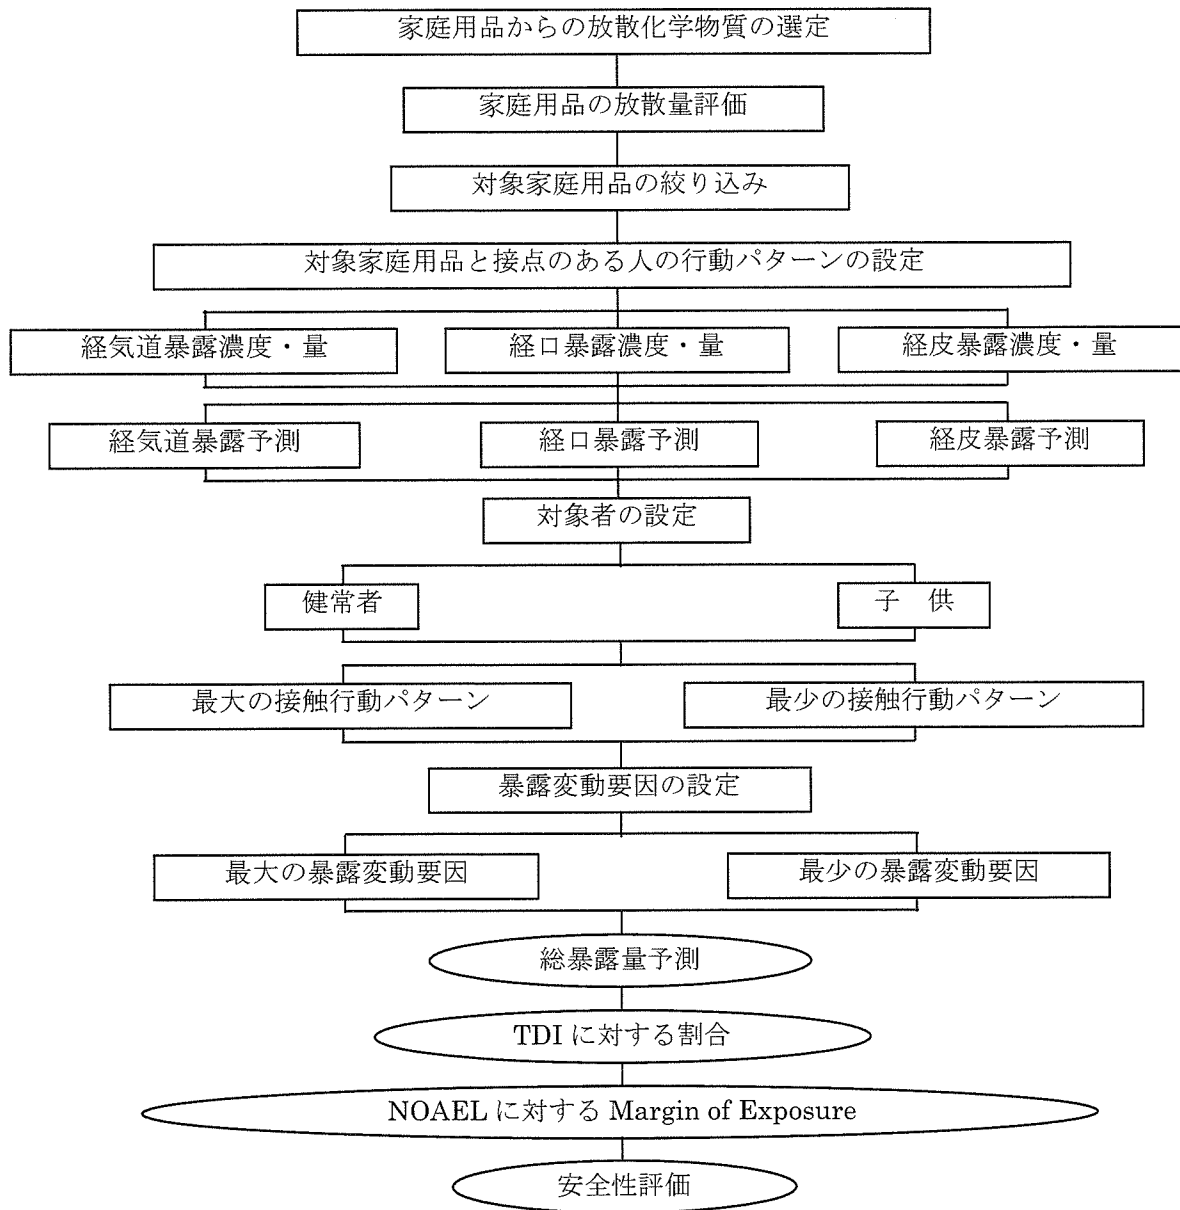 家庭用品からの放散化学物質の選定
家庭用品の放散量評価
対象家庭用品の絞り込み
対象家庭用品と接点のある人の行動パターンの設定
経気道暴露濃度・量
経口暴露濃度・量
経皮暴露濃度・量
経気道暴露予測
経口暴露予測
経皮暴露予測
対象者の設定
健常者
子　供
最大の接触行動パターン
最少の接触行動パターン
暴露変動要因の設定
最大の暴露変動要因
最少の暴露変動要因
総暴露量予測
TDI に対する割合
NOAEL に対する Margin of Exposure
安全性評価